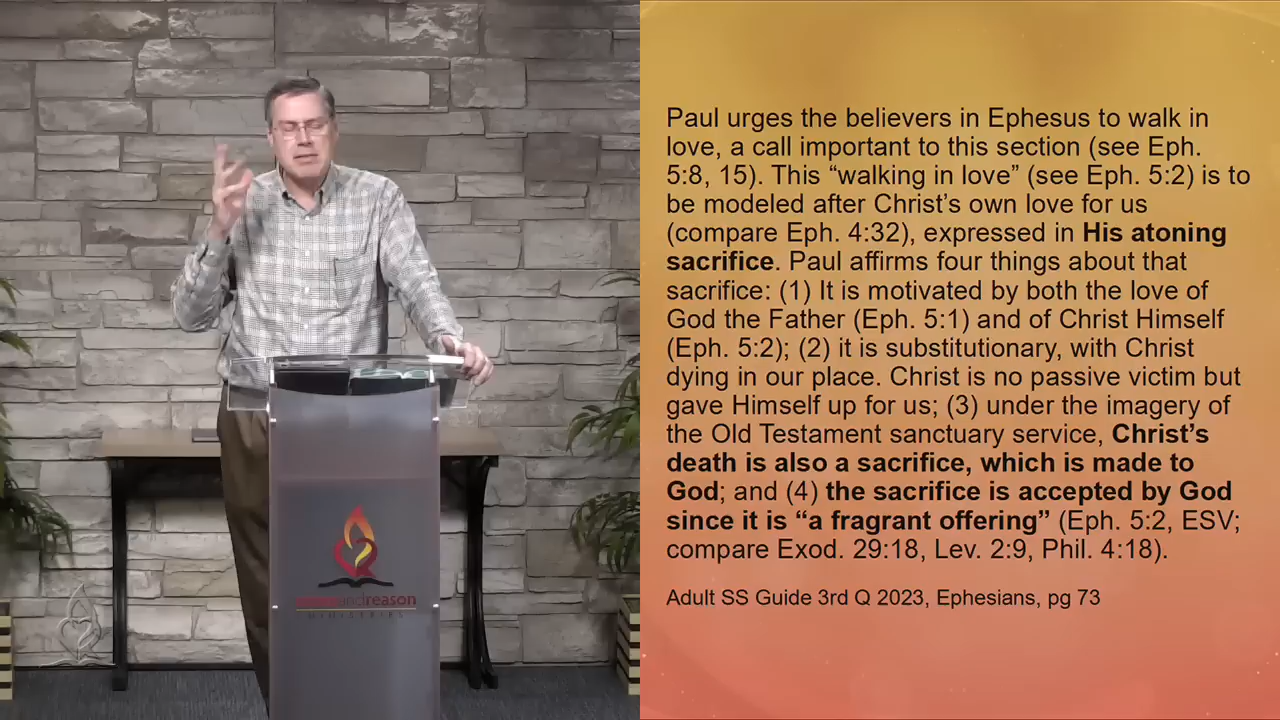 Paul urges the believers in Ephesus to walk in
love, a call important to this section (see Eph.
5:8, 15). This “walking in love” (see Eph. 5:2) is to
be modeled after Christ’s own love for us
(compare Eph. 4:32), expressed in His atoning
sacrifice. Paul affirms four things about that
sacrifice: (1) It is motivated by both the love of
God the Father (Eph. 5:1) and of Christ Himself
(Eph. 5:2); (2) it is substitutionary, with Christ
dying in our place. Christ is no passive victim but
gave Himself up for us; (3) under the imagery of
the Old Testament sanctuary service, Christ’s
death is also a sacrifice, which is made to
God; and (4) the sacrifice is accepted by God
since it is “a fragrant offering” (Eph. 5:2, ESV;
compare Exod. 29:18, Lev. 2:9, Phil. 4:18).
Adult SS Guide 3rd Q 2023, Ephesians, pg 73
andreason
MINISTRIES